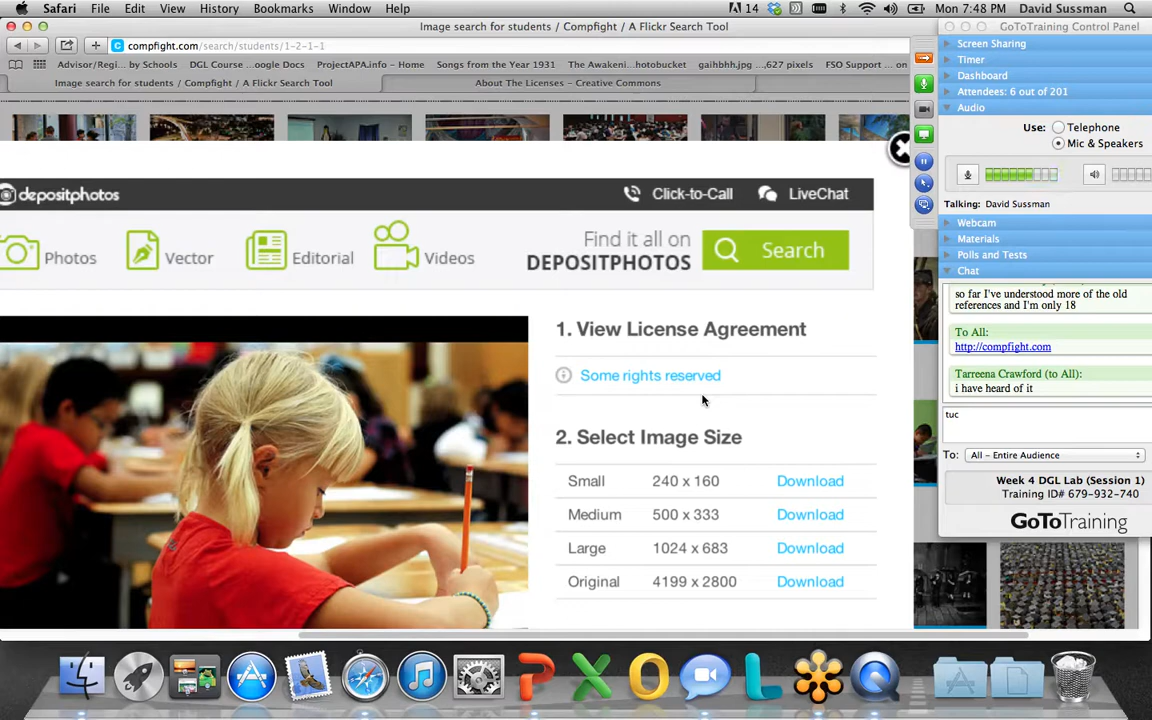 Safari File Edit View History Bookmarks Window Help 14 Mon 7:48 PM David Sussman
Image search for students / Compfight / A Flickr Search Tool
compfight.com/search/students/1-2-1-1
Advisor/Regi... by Schools DGL Course ...oogle Docs ProjectAPA.info – Home Songs from the Year 1931 The Awakeni...hotobucket gaihbhh.jpg ...,627 pixels FSO Support ... on
Image search for students / Compfight / A Flickr Search Tool About The Licenses – Creative Commons
depositphotos Click-to-Call LiveChat
Photos Vector Editorial Videos
Find it all on
DEPOSITPHOTOS
Search
1. View License Agreement
Some rights reserved
2. Select Image Size
Small 240 x 160 Download
Medium 500 x 333 Download
Large 1024 x 683 Download
Original 4199 x 2800 Download
GoToTraining Control Panel
Screen Sharing
Timer
Dashboard
Attendees: 6 out of 201
Audio
Use: Telephone
Mic & Speakers
Talking: David Sussman
Webcam
Materials
Polls and Tests
Chat
so far I've understood more of the old
references and I'm only 18
To All:
http://compfight.com
Tarreena Crawford (to All):
i have heard of it
tuc
To: All – Entire Audience
Week 4 DGL Lab (Session 1)
Training ID# 679-932-740
GoToTraining